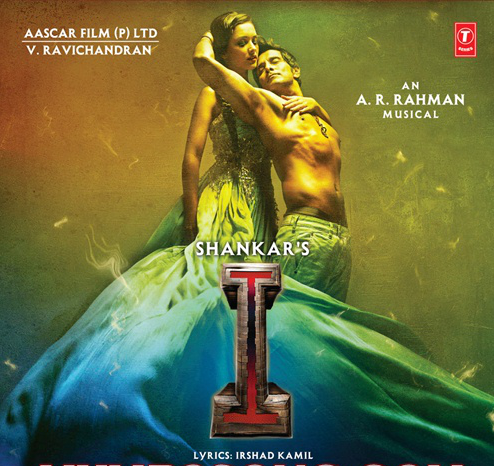 AASCAR FILM (P) LTD
V. RAVICHANDRAN
T
SERIES
AN
A. R. RAHMAN
MUSICAL
SHANKAR'S
I
LYRICS: IRSHAD KAMIL